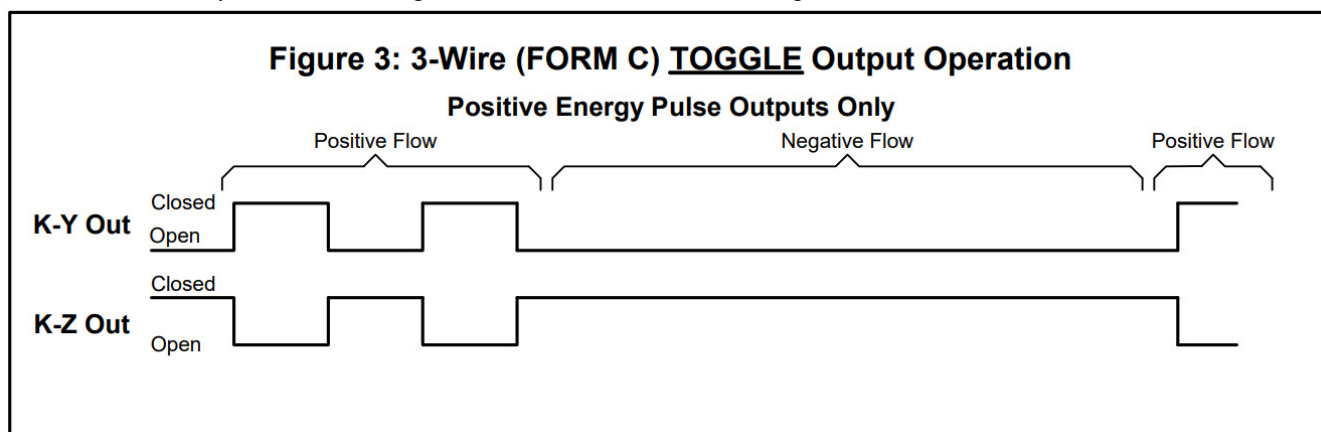 Figure 3: 3-Wire (FORM C) TOGGLE Output Operation
Positive Energy Pulse Outputs Only
Positive Flow Negative Flow Positive Flow
Closed
K-Y Out
Open
Closed
K-Z Out
Open